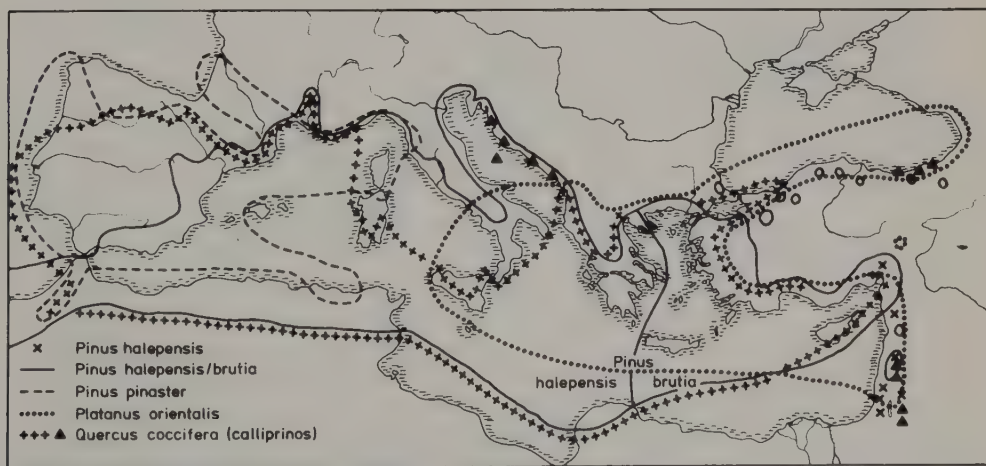 Pinus
halepensis brutia
Pinus halepensis
Pinus halepensis/brutia
Pinus pinaster
Platanus orientalis
Quercus coccifera (calliprinos)